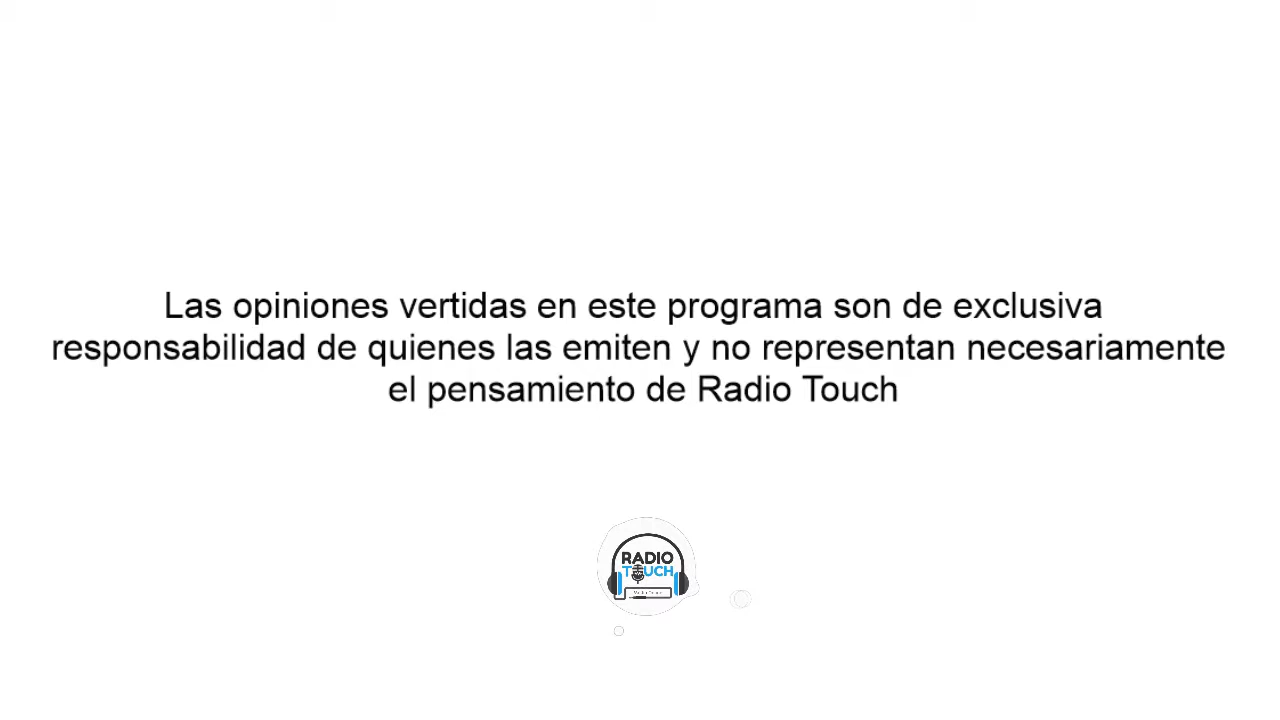 Las opiniones vertidas en este programa son de exclusiva
responsabilidad de quienes las emiten y no representan necesariamente
el pensamiento de Radio Touch
RADIO
TOUCH